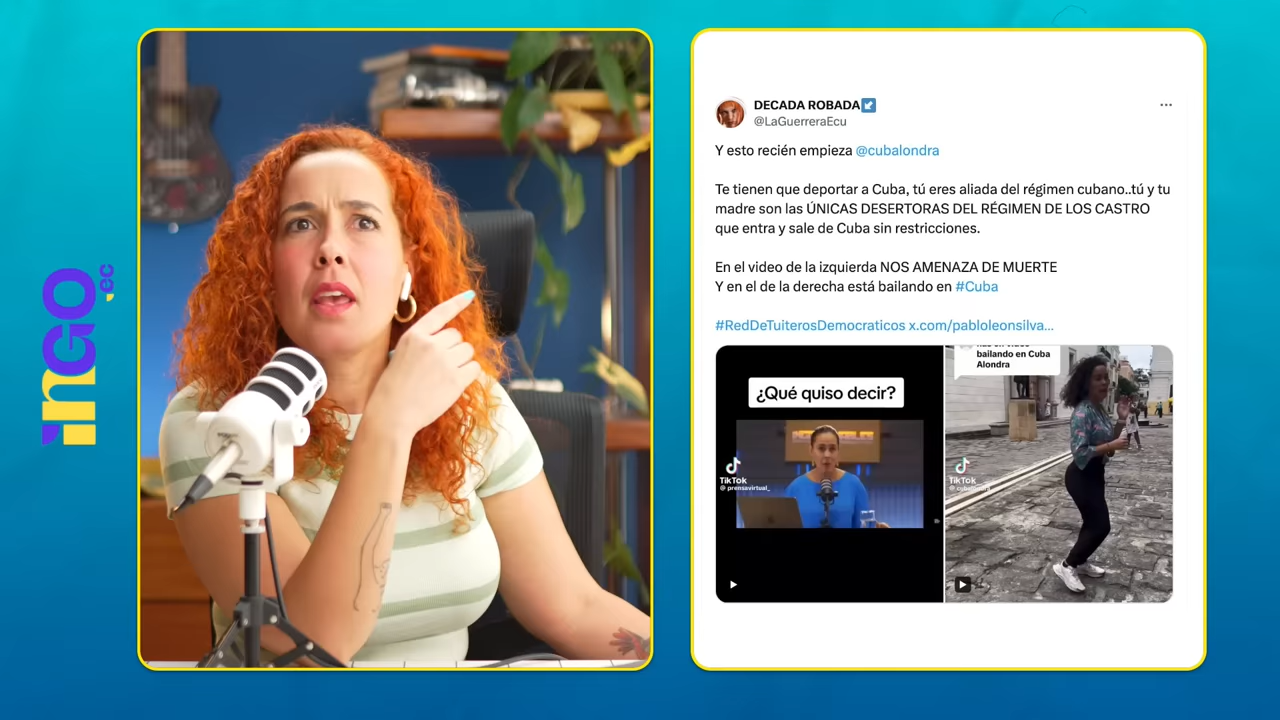 INGO.ec
DECADA ROBADA
@LaGuerreraEcu
Y esto recién empieza @cubalondra
Te tienen que deportar a Cuba, tú eres aliada del régimen cubano..tú y tu
madre son las ÚNICAS DESERTORAS DEL RÉGIMEN DE LOS CASTRO
que entra y sale de Cuba sin restricciones.
En el video de la izquierda NOS AMENAZA DE MUERTE
Y en el de la derecha está bailando en #Cuba
#RedDeTuiterosDemocraticos x.com/pabloleonsilva...
¿Qué quiso decir?
TikTok
@prensavirtual_
bailando en Cuba
Alondra
TikTok
@cubalondra